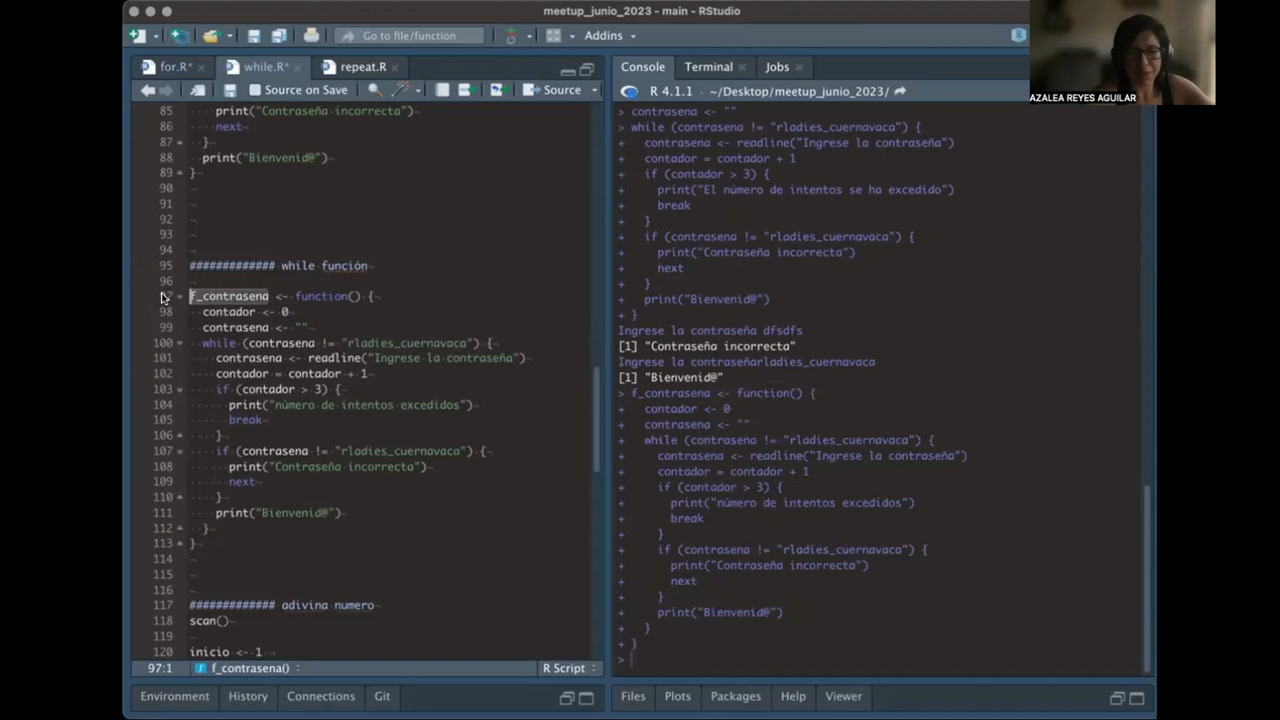 meetup_junio_2023 - main - RStudio
Go to file/function
Addins
AZALEA REYES AGUILAR
for.R*
while.R*
repeat.R
Source on Save
Source
85 print("Contraseña incorrecta")
86 next
87 }
88 print("Bienvenid@")
89 }
90
91
92
93
94
95 ############# while función
96
97 f_contrasena <- function() {
98 contador <- 0
99 contrasena <- ""
100 while (contrasena != "rladies_cuernavaca") {
101 contrasena <- readline("Ingrese la contraseña")
102 contador = contador + 1
103 if (contador > 3) {
104 print("número de intentos excedidos")
105 break
106 }
107 if (contrasena != "rladies_cuernavaca") {
108 print("Contraseña incorrecta")
109 next
110 }
111 print("Bienvenid@")
112 }
113 }
114
115
116
117 ############# adivina numero
118 scan()
119
120 inicio <- 1
97:1
f_contrasena()
R Script
Console
Terminal
Jobs
R 4.1.1 · ~/Desktop/meetup_junio_2023/
> contrasena <- ""
> while (contrasena != "rladies_cuernavaca") {
+ contrasena <- readline("Ingrese la contraseña")
+ contador = contador + 1
+ if (contador > 3) {
+ print("El número de intentos se ha excedido")
+ break
+ }
+ if (contrasena != "rladies_cuernavaca") {
+ print("Contraseña incorrecta")
+ next
+ }
+ print("Bienvenid@")
+ }
Ingrese la contraseña dfsdfs
[1] "Contraseña incorrecta"
Ingrese la contraseñarladies_cuernavaca
[1] "Bienvenid@"
> f_contrasena <- function() {
+ contador <- 0
+ contrasena <- ""
+ while (contrasena != "rladies_cuernavaca") {
+ contrasena <- readline("Ingrese la contraseña")
+ contador = contador + 1
+ if (contador > 3) {
+ print("número de intentos excedidos")
+ break
+ }
+ if (contrasena != "rladies_cuernavaca") {
+ print("Contraseña incorrecta")
+ next
+ }
+ print("Bienvenid@")
+ }
+ }
>
Environment
History
Connections
Git
Files
Plots
Packages
Help
Viewer